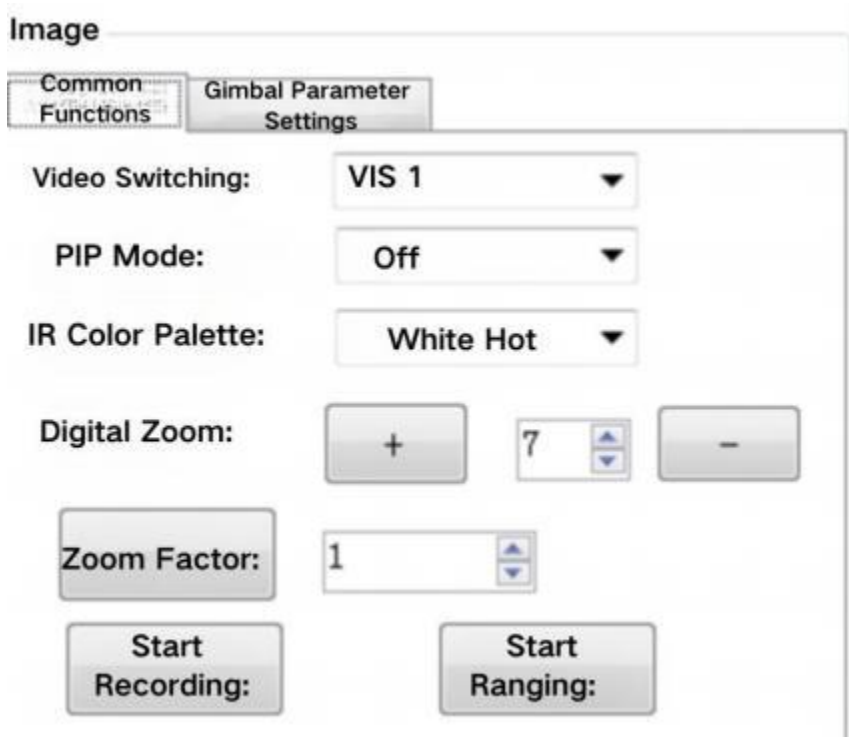 Image
Common
Functions
Gimbal Parameter
Settings
Video Switching: VIS 1
PIP Mode: Off
IR Color Palette: White Hot
Digital Zoom: + 7 −
Zoom Factor: 1
Start
Recording:
Start
Ranging: